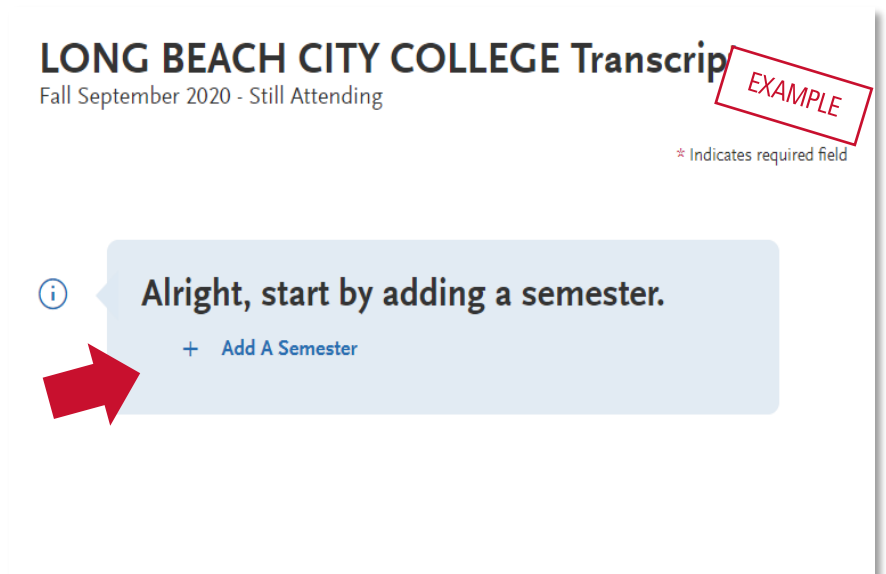 LONG BEACH CITY COLLEGE Transcrip
EXAMPLE
Fall September 2020 - Still Attending
* Indicates required field
Alright, start by adding a semester.
+ Add A Semester